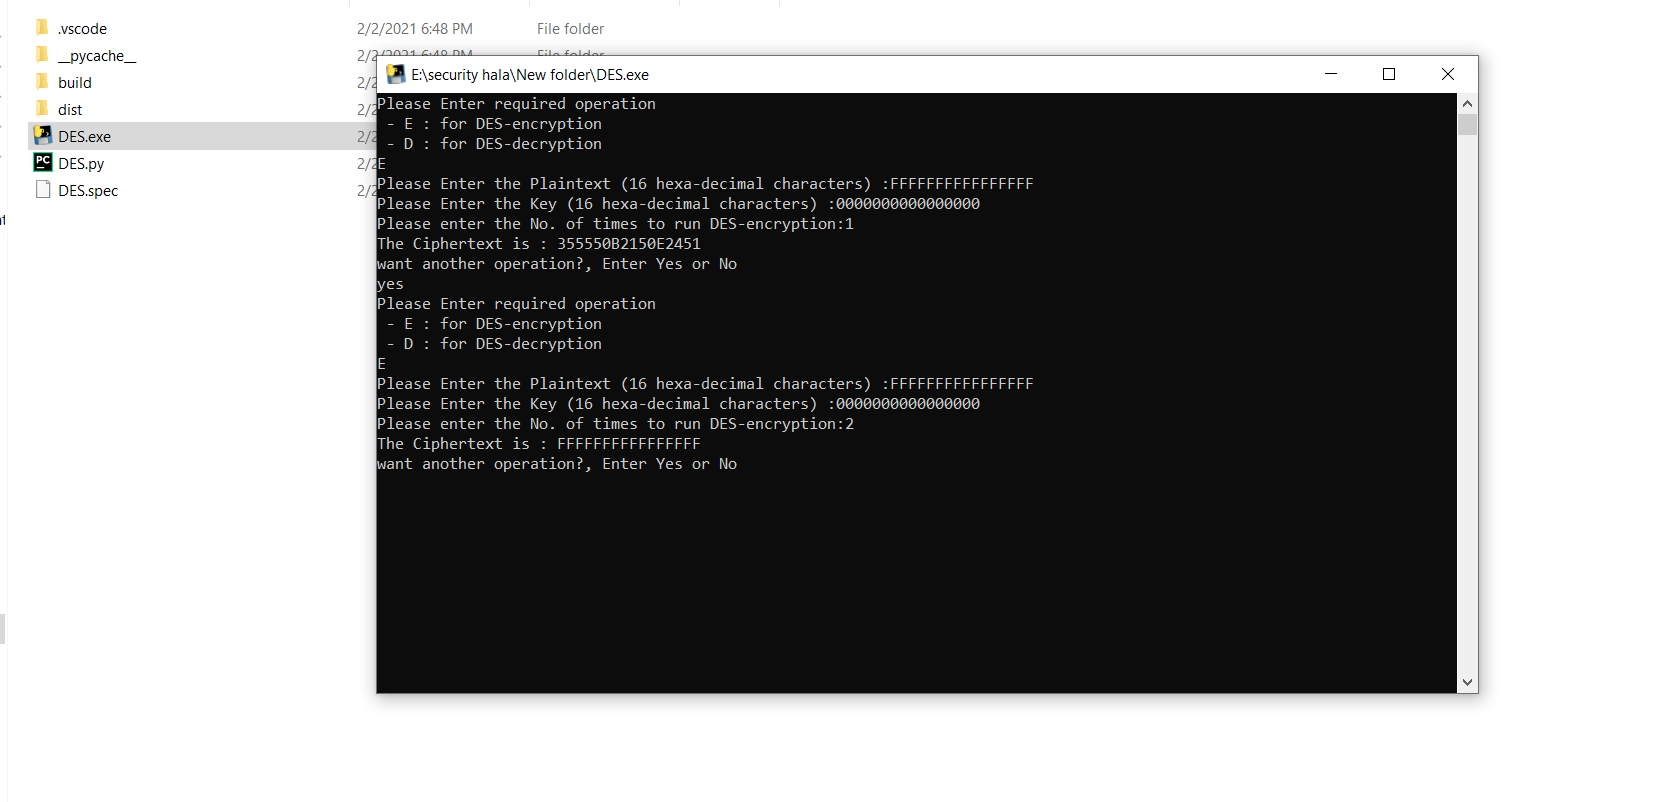 .vscode 2/2/2021 6:48 PM File folder
__pycache__ 2/2/2021 6:48 PM File folder
build 2/2
dist 2/2
DES.exe 2/2
DES.py 2/2
DES.spec 2/2
E:\security hala\New folder\DES.exe
Please Enter required operation
- E : for DES-encryption
- D : for DES-decryption
E
Please Enter the Plaintext (16 hexa-decimal characters) :FFFFFFFFFFFFFFFF
Please Enter the Key (16 hexa-decimal characters) :0000000000000000
Please enter the No. of times to run DES-encryption:1
The Ciphertext is : 355550B2150E2451
want another operation?, Enter Yes or No
yes
Please Enter required operation
- E : for DES-encryption
- D : for DES-decryption
E
Please Enter the Plaintext (16 hexa-decimal characters) :FFFFFFFFFFFFFFFF
Please Enter the Key (16 hexa-decimal characters) :0000000000000000
Please enter the No. of times to run DES-encryption:2
The Ciphertext is : FFFFFFFFFFFFFFFF
want another operation?, Enter Yes or No